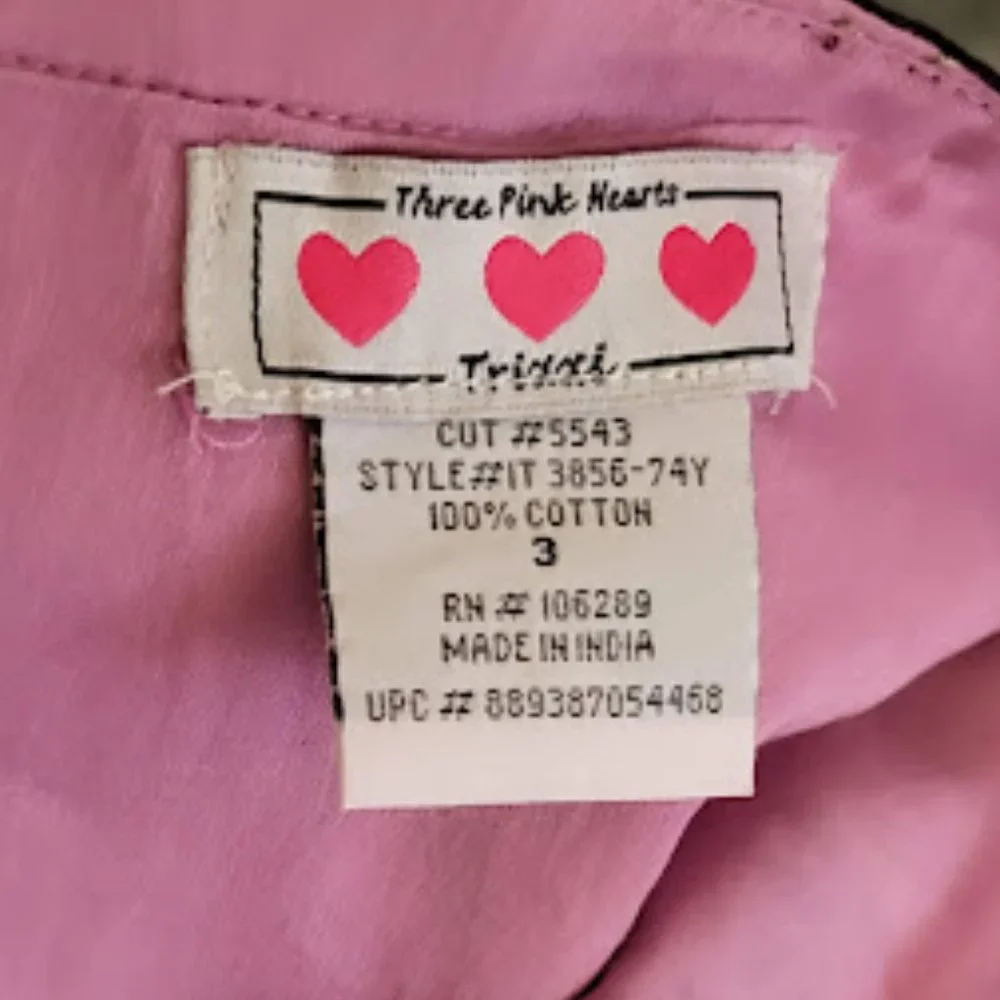 Three Pink Hearts
Trixxi
CUT #5543
STYLE#IT 3856-74Y
100% COTTON
3
RN # 106289
MADE IN INDIA
UPC # 889387054468